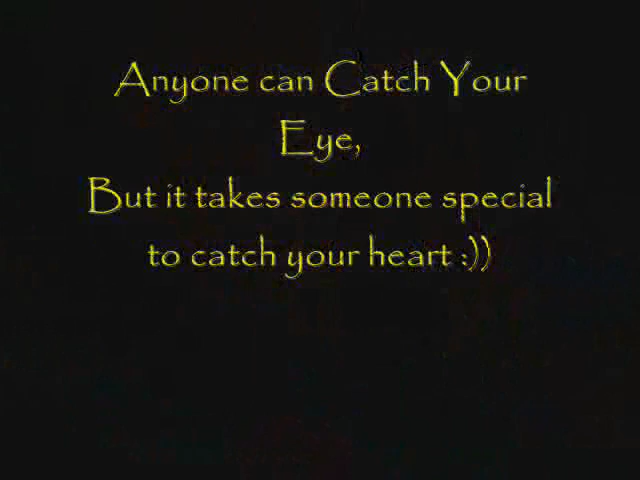 Anyone can Catch Your
Eye,
But it takes someone special
to catch your heart :))